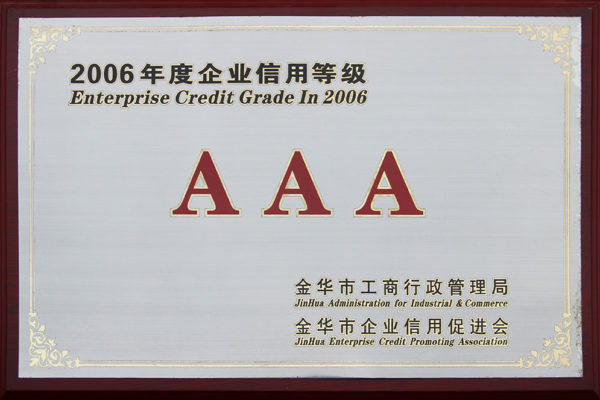 2006年度企业信用等级
Enterprise Credit Grade In 2006
A A A
金华市工商行政管理局
JinHua Administration for Industrial & Commerce
金华市企业信用促进会
JinHua Enterprise Credit Promoting Association